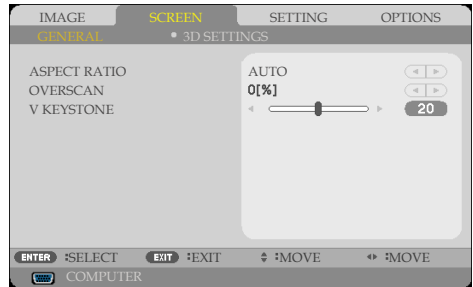 IMAGE SCREEN SETTING OPTIONS
GENERAL • 3D SETTINGS
ASPECT RATIO AUTO
OVERSCAN 0[%]
V KEYSTONE 20
ENTER :SELECT EXIT :EXIT :MOVE :MOVE
COMPUTER